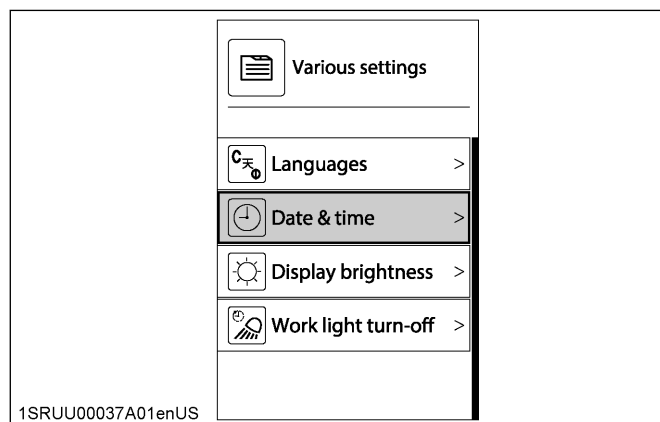 Various settings
Languages >
Date & time >
Display brightness >
Work light turn-off >
1SRUU00037A01enUS